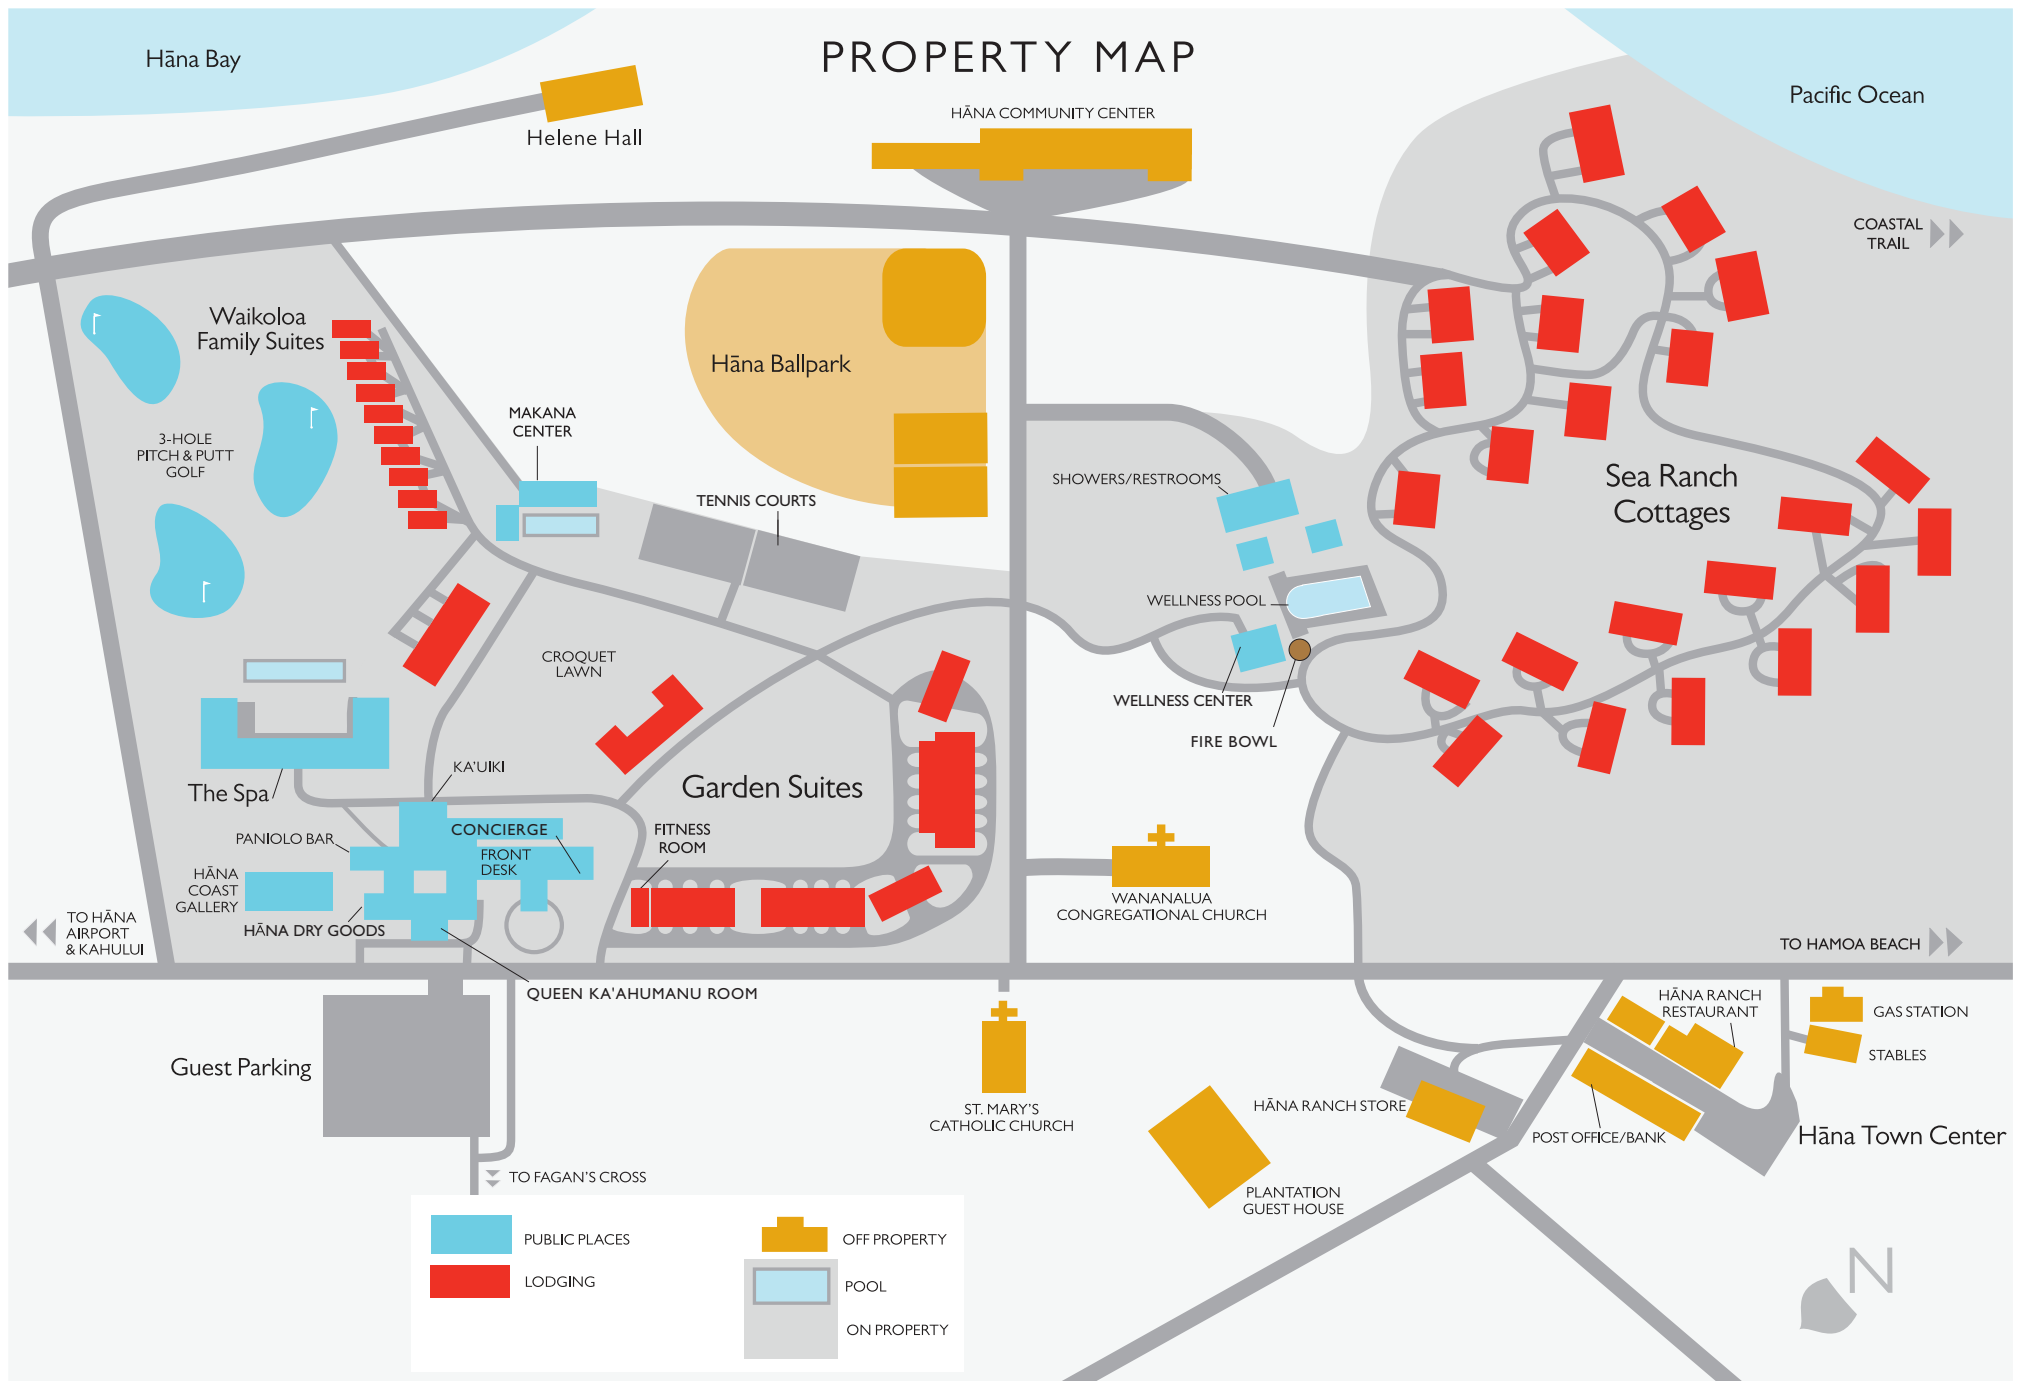 PROPERTY MAP
Hāna Bay
Helene Hall
HĀNA COMMUNITY CENTER
Pacific Ocean
COASTAL
TRAIL
Waikoloa
Family Suites
Hāna Ballpark
3-HOLE
PITCH & PUTT
GOLF
MAKANA
CENTER
TENNIS COURTS
SHOWERS/RESTROOMS
Sea Ranch
Cottages
WELLNESS POOL
CROQUET
LAWN
WELLNESS CENTER
FIRE BOWL
The Spa
KA'UIKI
Garden Suites
PANIOLO BAR
CONCIERGE
FRONT
DESK
FITNESS
ROOM
HĀNA
COAST
GALLERY
HĀNA DRY GOODS
WANANALUA
CONGREGATIONAL CHURCH
TO HĀNA
AIRPORT
& KAHULUI
TO HAMOA BEACH
QUEEN KA'AHUMANU ROOM
Guest Parking
HĀNA RANCH
RESTAURANT
GAS STATION
STABLES
ST. MARY'S
CATHOLIC CHURCH
HĀNA RANCH STORE
POST OFFICE/BANK
Hāna Town Center
TO FAGAN'S CROSS
PLANTATION
GUEST HOUSE
PUBLIC PLACES
LODGING
OFF PROPERTY
POOL
ON PROPERTY
N